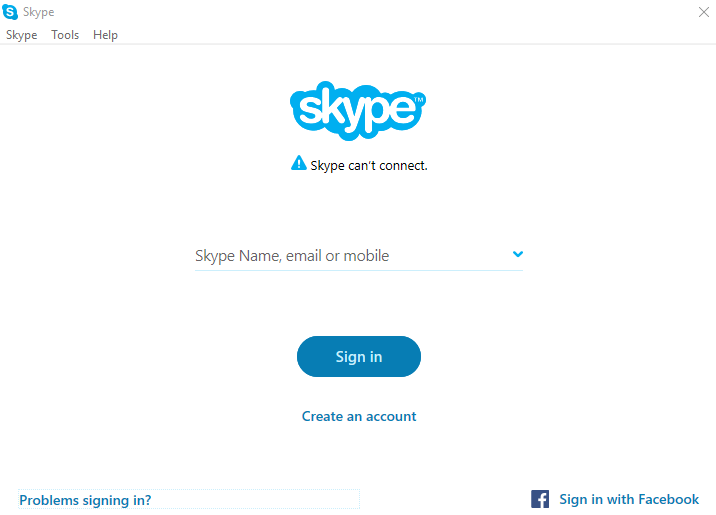 Skype
Skype Tools Help
skype™
Skype can't connect.
Skype Name, email or mobile
Sign in
Create an account
Problems signing in?
Sign in with Facebook